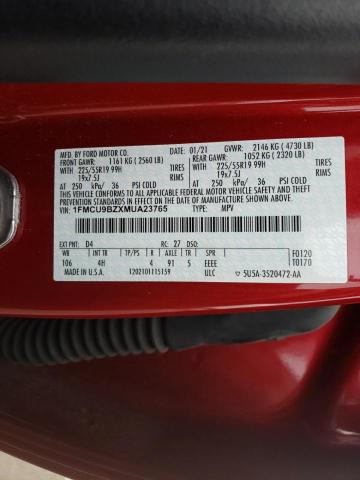 MFD. BY FORD MOTOR CO. 01/21 GVWR: 2146 KG ( 4730 LB)
FRONT GAWR: 1161 KG ( 2560 LB) REAR GAWR: 1052 KG ( 2320 LB)
WITH WITH
225/55R19 99H TIRES 225/55R19 99H TIRES
19x7.5J RIMS 19x7.5J RIMS
AT 250 kPa/ 36 PSI COLD AT 250 kPa/ 36 PSI COLD
THIS VEHICLE CONFORMS TO ALL APPLICABLE FEDERAL MOTOR VEHICLE
SAFETY AND THEFT
PREVENTION STANDARDS IN EFFECT ON THE DATE OF MANUFACTURE SHOWN ABOVE.
VIN: 1FMCU9BZXMUA23765 TYPE: MPV
EXT PNT: D4 RC: 27 DSO:
WB TR TP/PS R AXLE TR SPR F0120
106 4H 4 91 5 EEEE T0170
1202101115159 ULC 5U5A-3520472-AA